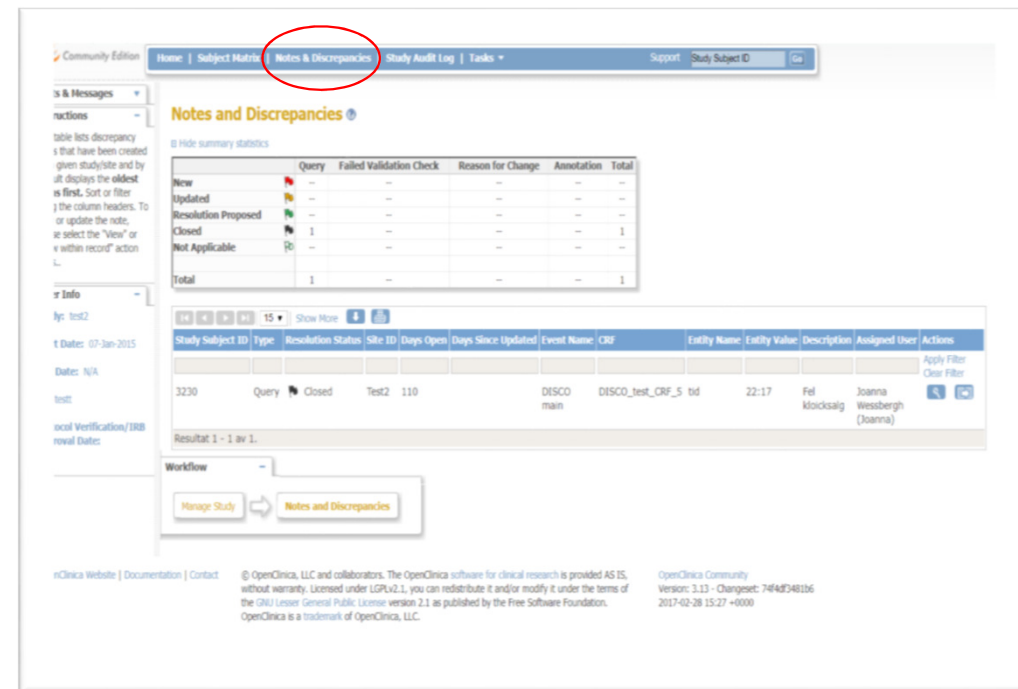 Community Edition
Home | Subject Matrix | Notes & Discrepancies | Study Audit Log | Tasks
Support Study Subject ID Go
s & Messages
ructions
table lists discrepancy
s that have been created
given study/site and by
ult displays the oldest
s first. Sort or filter
g the column headers. To
or update the note,
se select the "View" or
w within record" action
Notes and Discrepancies
Hide summary statistics
Query Failed Validation Check Reason for Change Annotation Total
New -- -- -- -- --
Updated -- -- -- -- --
Resolution Proposed -- -- -- -- --
Closed 1 -- -- -- 1
Not Applicable -- -- -- -- --
Total 1 -- -- -- 1
er Info
ly: test2
t Date: 07-Jan-2015
Date: N/A
testt
ocol Verification/IRB
roval Date:
15 Show More
Study Subject ID Type Resolution Status Site ID Days Open Days Since Updated Event Name CRF Entity Name Entity Value Description Assigned User Actions
Apply Filter
Clear Filter
3230 Query Closed Test2 110 DISCO main DISCO_test_CRF_5 tid 22:17 Fel kloicksalg Joanna Wessbergh (Joanna)
Resultat 1 - 1 av 1.
Workflow
Manage Study Notes and Discrepancies
nClinica Website | Documentation | Contact
© OpenClinica, LLC and collaborators. The OpenClinica software for clinical research is provided AS IS,
without warranty. Licensed under LGPLv2.1, you can redistribute it and/or modify it under the terms of
the GNU Lesser General Public License version 2.1 as published by the Free Software Foundation.
OpenClinica is a trademark of OpenClinica, LLC.
OpenClinica Community
Version: 3.13 - Changeset: 74f4df3481b6
2017-02-28 15:27 +0000